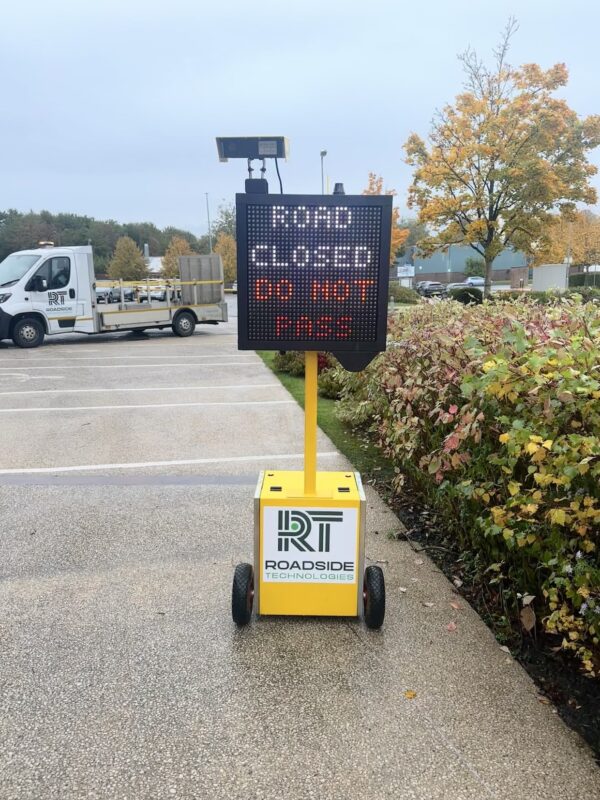 ROAD
CLOSED
DO NOT
PASS
RT
ROADSIDE
TECHNOLOGIES
RT
ROADSIDE